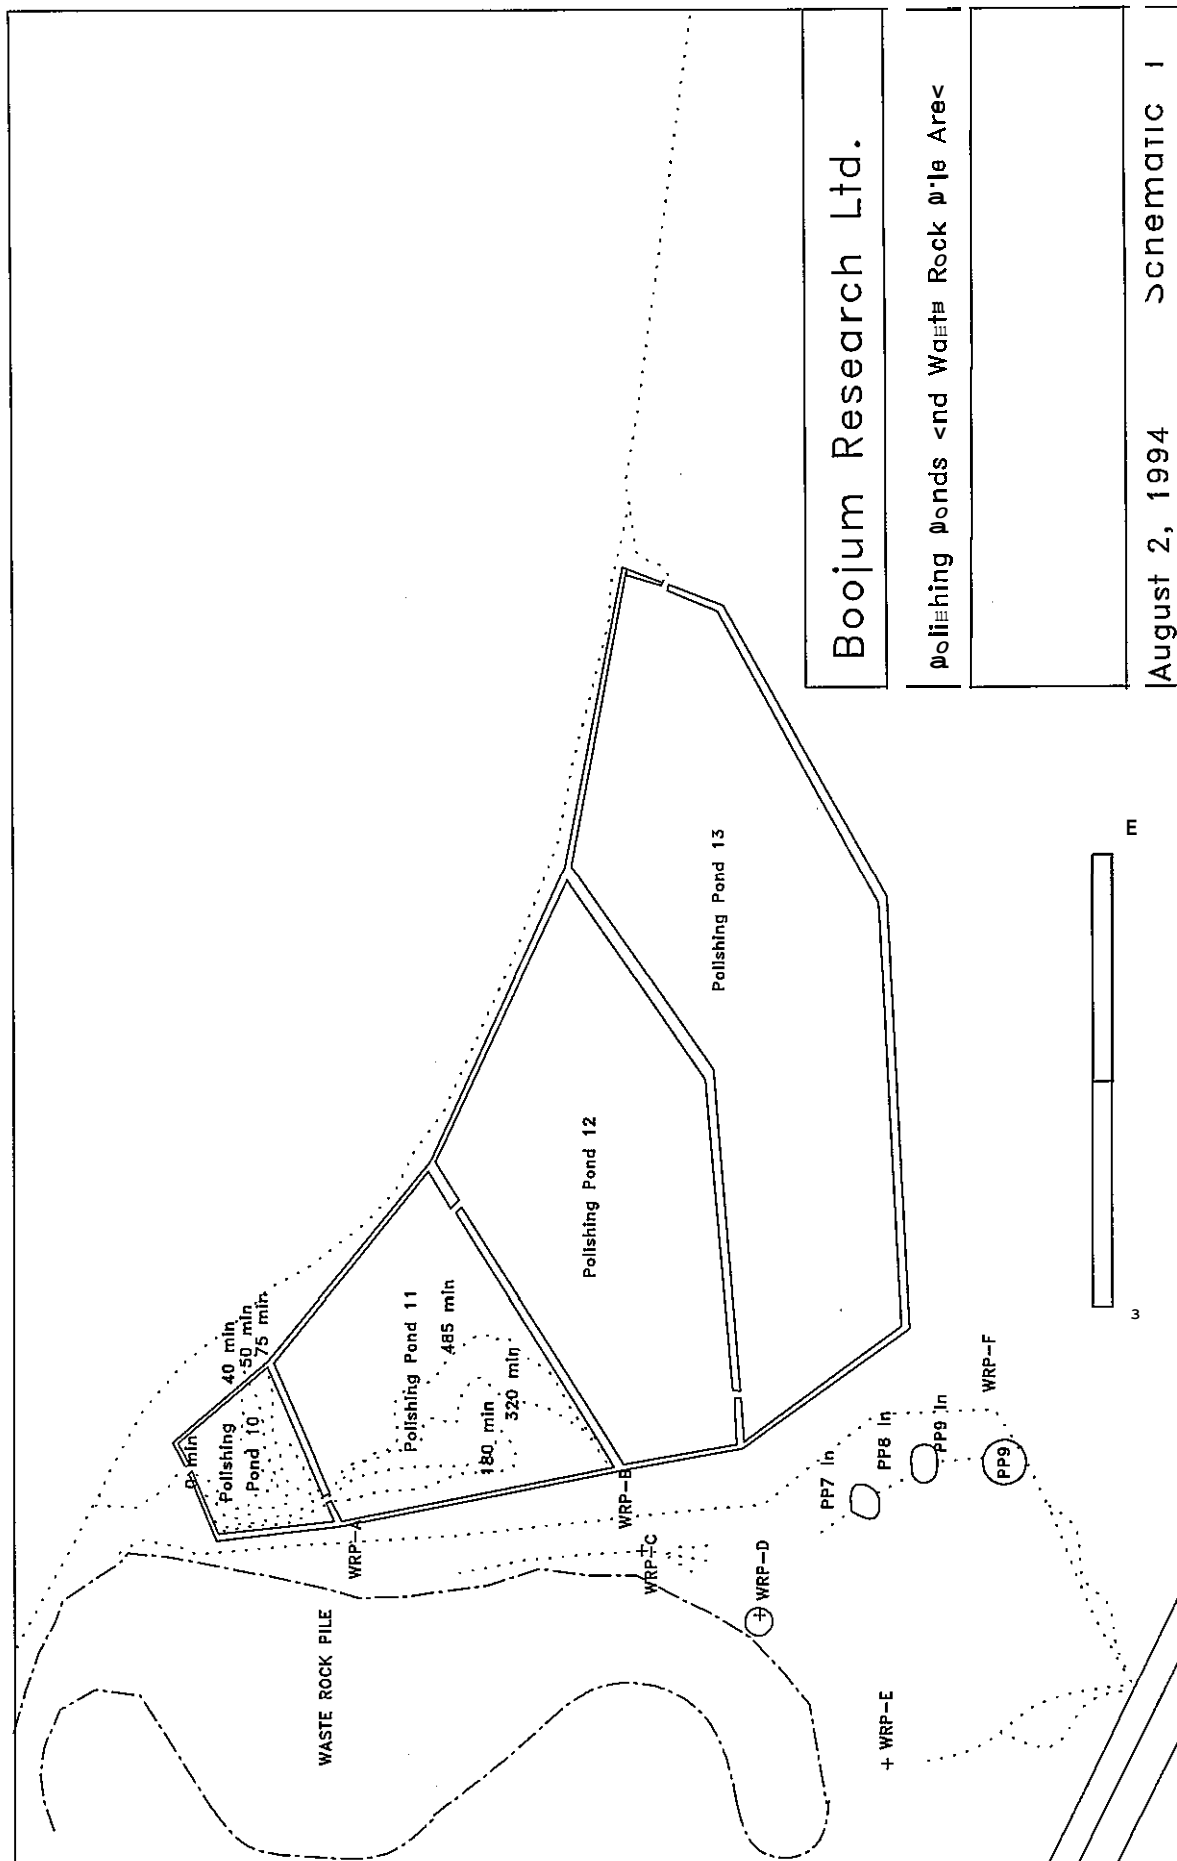 Boojum Research Ltd.
Rock
August 2, 1994
40 min
50 min
75 min
0 min
Polishing
Pond 10
Polishing Pond 11
485 min
320 min
180 min
Polishing Pond 12
Polishing Pond 13
WASTE ROCK PILE
WRP-A
WRP-B
WRP-C
WRP-D
WRP-E
WRP-F
PP7 In
PP8 In
PP9 In
PP9
E
3